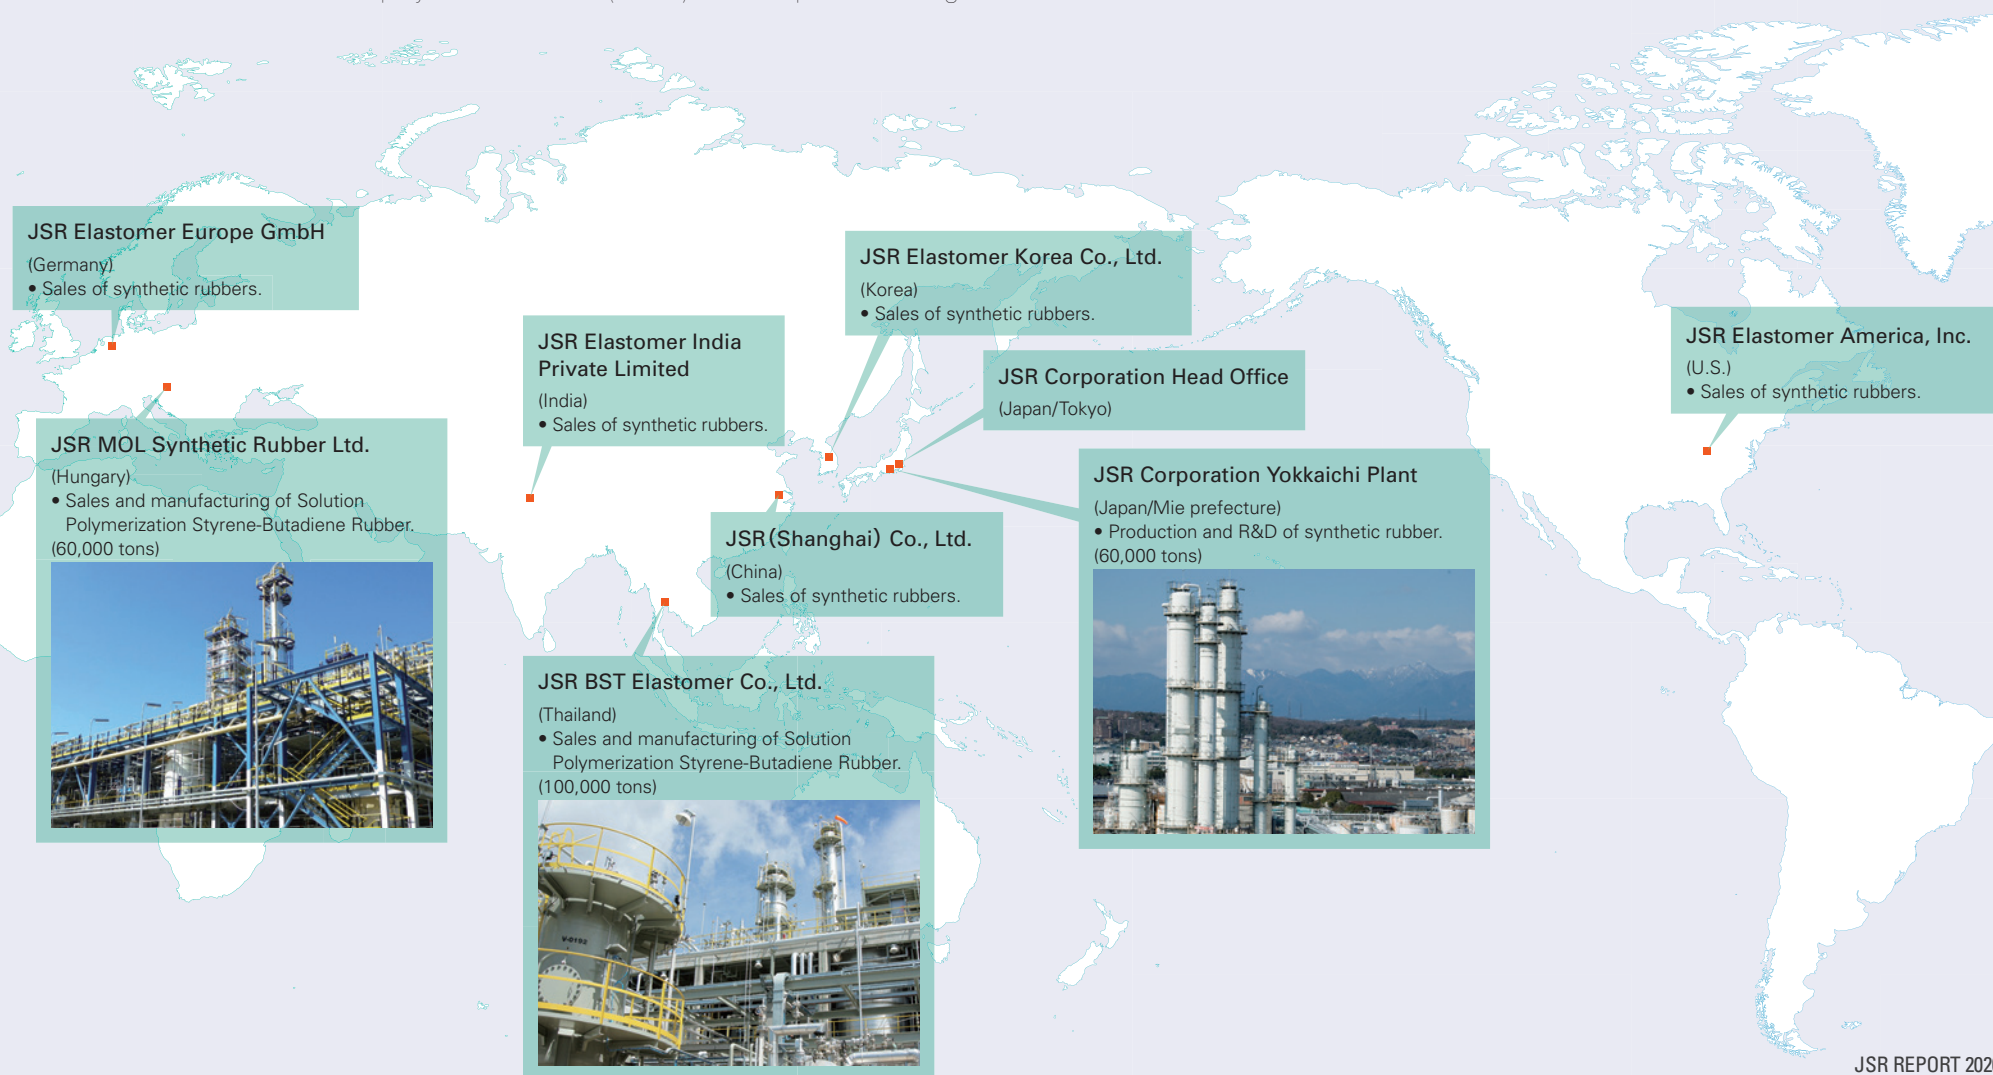 JSR Elastomer Europe GmbH
(Germany)
• Sales of synthetic rubbers.
JSR MOL Synthetic Rubber Ltd.
(Hungary)
• Sales and manufacturing of Solution
Polymerization Styrene-Butadiene Rubber.
(60,000 tons)
JSR Elastomer India
Private Limited
(India)
• Sales of synthetic rubbers.
JSR Elastomer Korea Co., Ltd.
(Korea)
• Sales of synthetic rubbers.
JSR Corporation Head Office
(Japan/Tokyo)
JSR (Shanghai) Co., Ltd.
(China)
• Sales of synthetic rubbers.
JSR BST Elastomer Co., Ltd.
(Thailand)
• Sales and manufacturing of Solution
Polymerization Styrene-Butadiene Rubber.
(100,000 tons)
V-0102
JSR Corporation Yokkaichi Plant
(Japan/Mie prefecture)
• Production and R&D of synthetic rubber.
(60,000 tons)
JSR Elastomer America, Inc.
(U.S.)
• Sales of synthetic rubbers.
JSR REPORT 2020